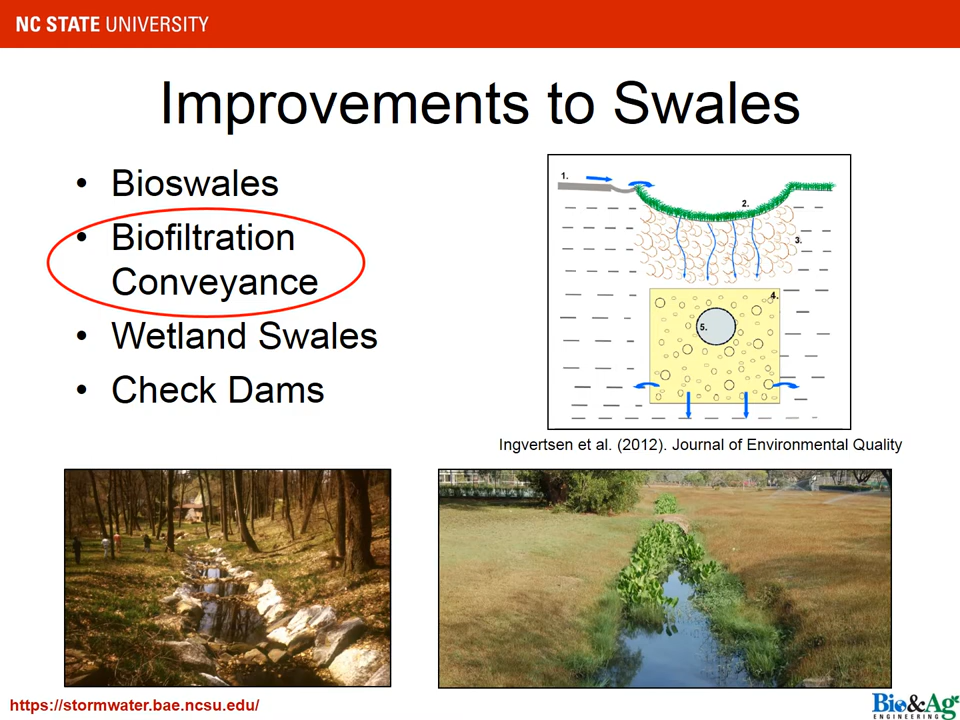 NC STATE UNIVERSITY
Improvements to Swales
• Bioswales
• Biofiltration
Conveyance
• Wetland Swales
• Check Dams
1.
2.
3.
4.
5.
Ingvertsen et al. (2012). Journal of Environmental Quality
https://stormwater.bae.ncsu.edu/
Bio&Ag
ENGINEERING